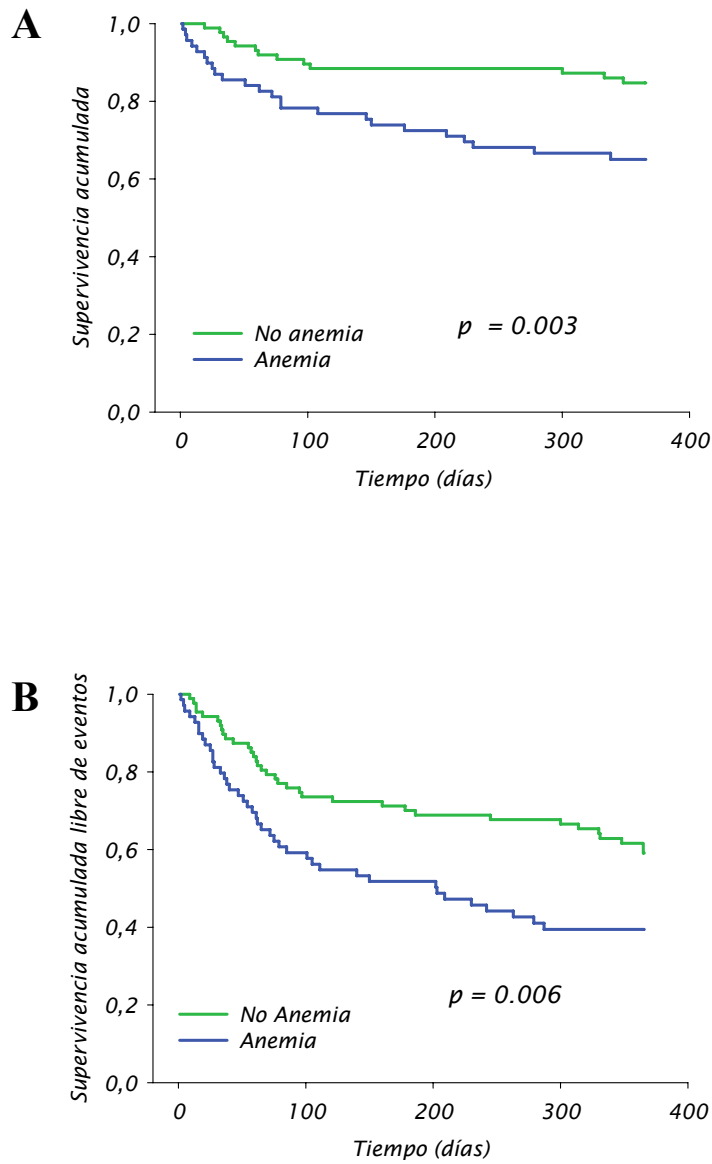 A
Supervivencia acumulada
1,0
0,8
0,6
0,4
0,2
0,0
No anemia
Anemia
p = 0.003
0 100 200 300 400
Tiempo (días)
B
Supervivencia acumulada libre de eventos
1,0
0,8
0,6
0,4
0,2
0,0
No Anemia
Anemia
p = 0.006
0 100 200 300 400
Tiempo (días)